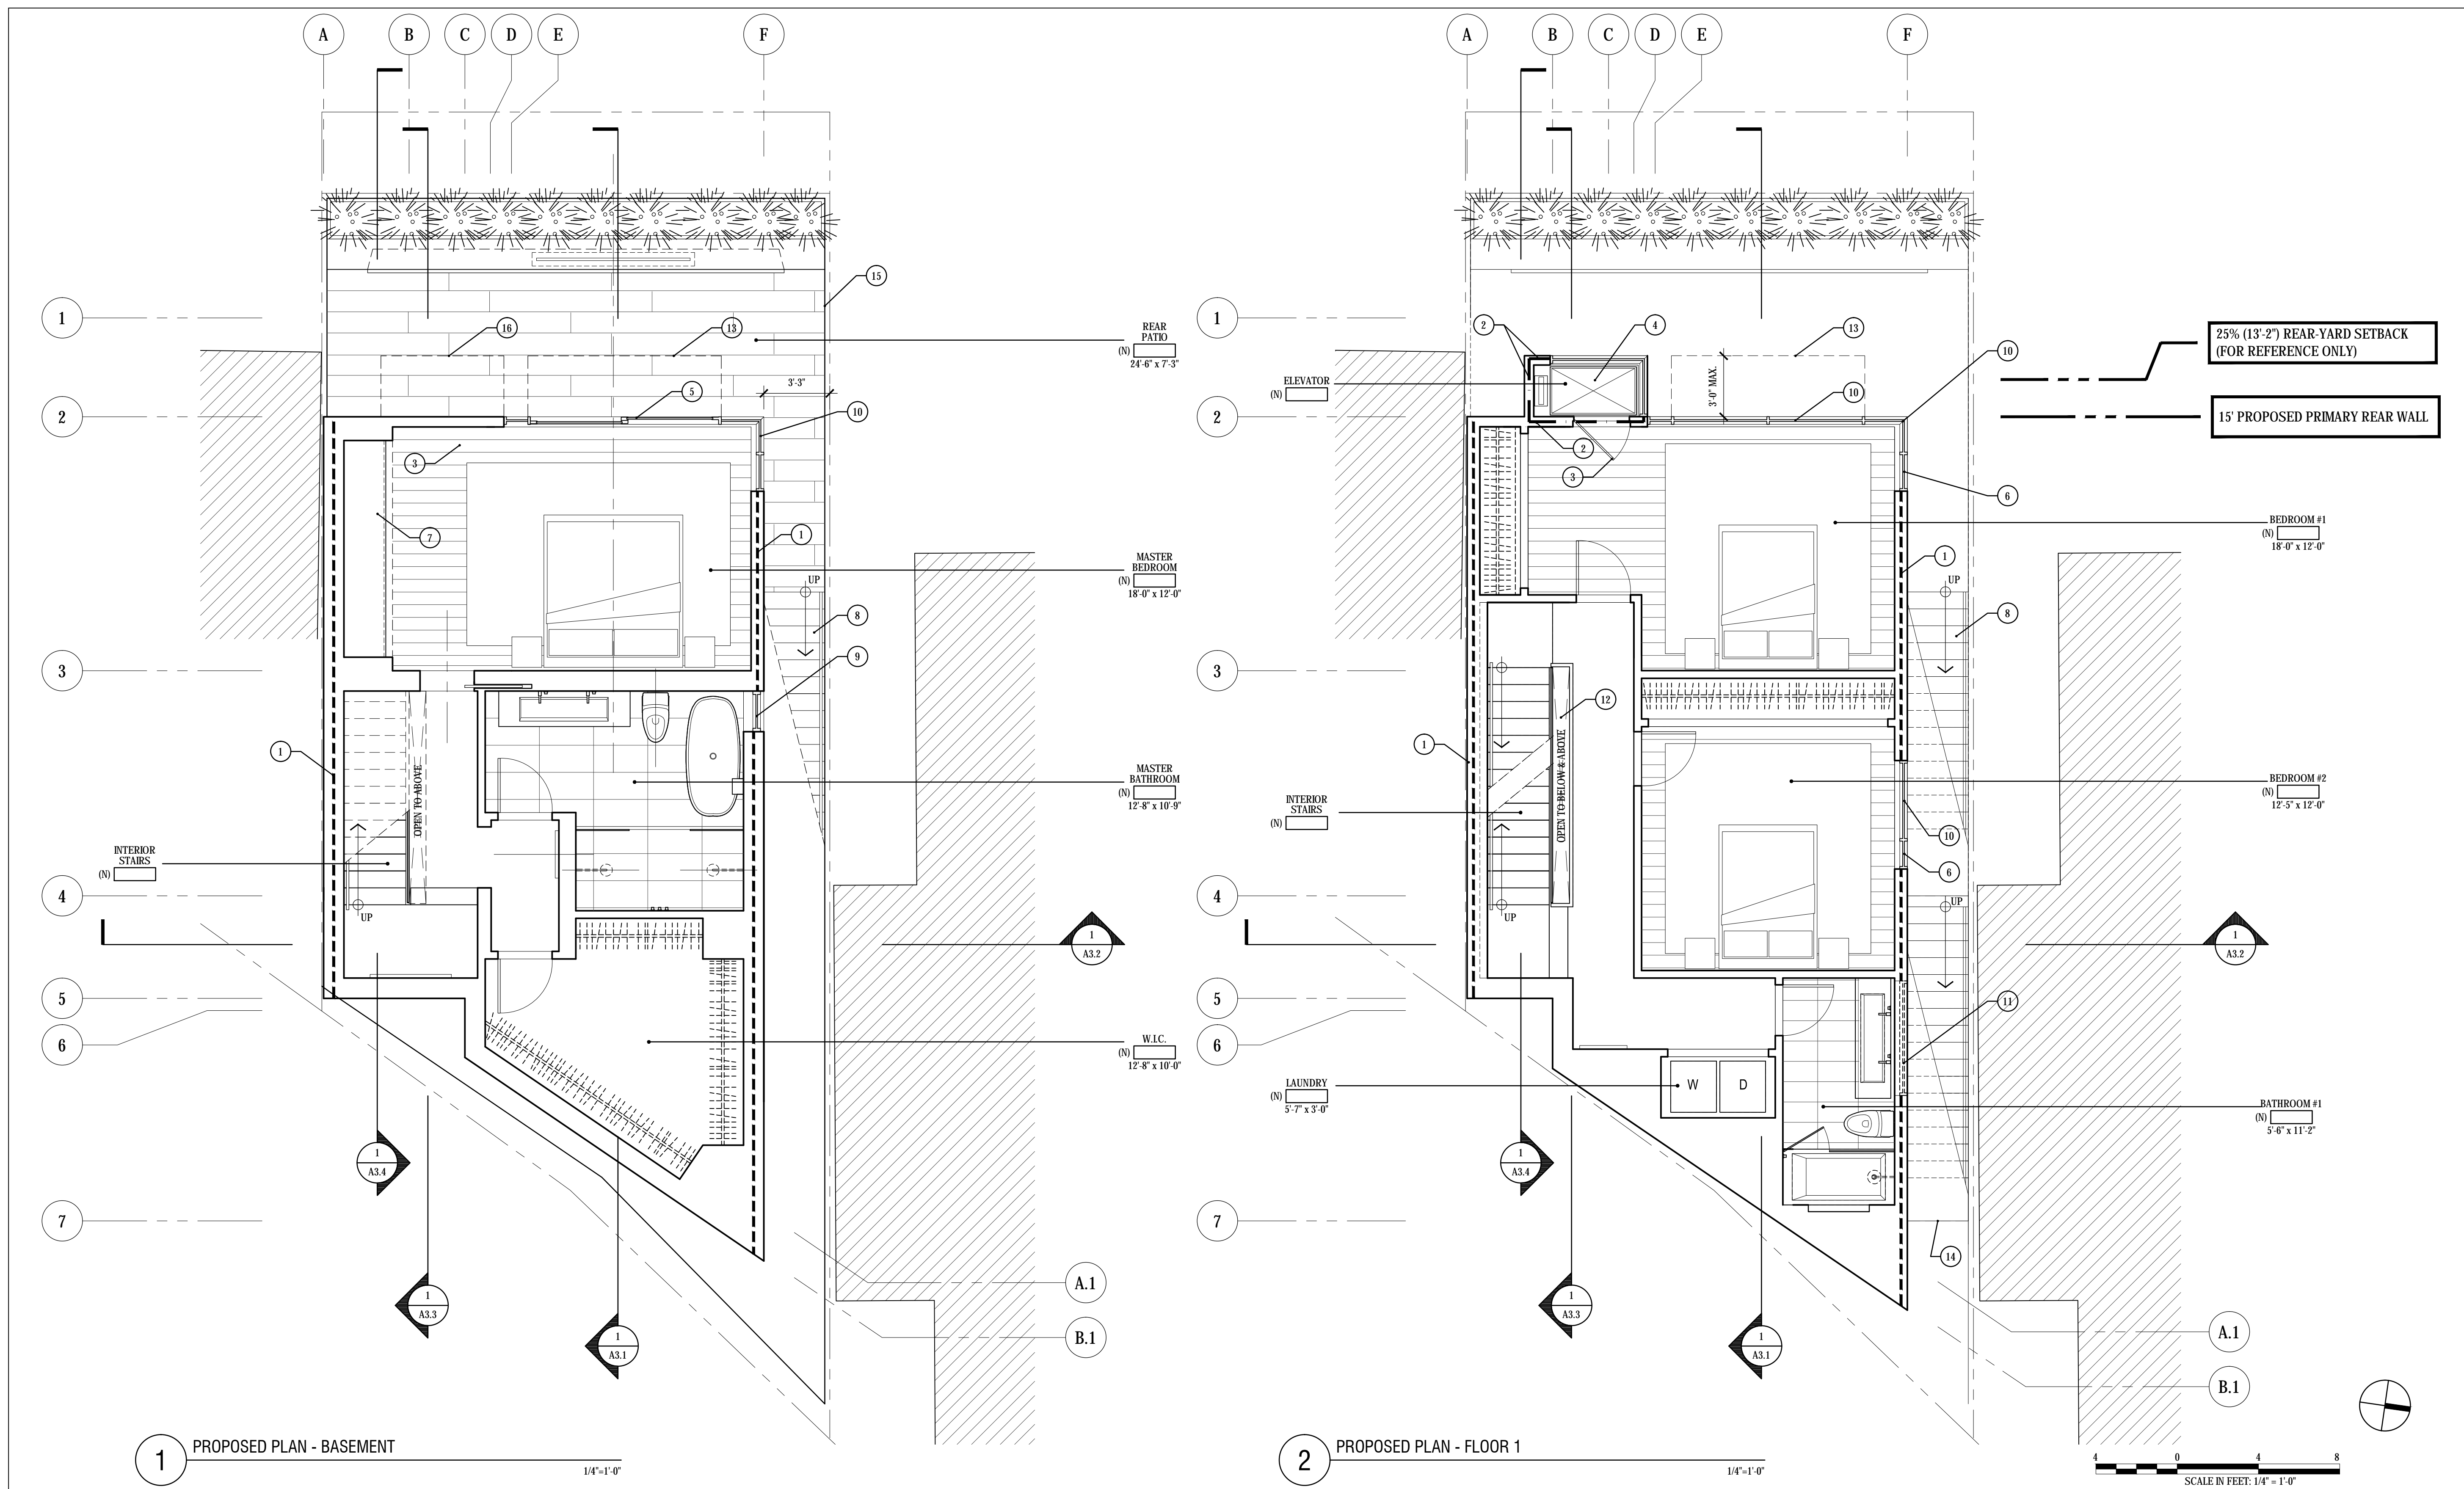 A
B
C
D
E
F
1
2
3
4
5
6
7
15
16
13
REAR
PATIO
(N)
24'-6" x 7'-3"
3'-3"
5
10
3
7
1
MASTER
BEDROOM
(N)
18'-0" x 12'-0"
UP
8
9
1
OPEN TO ABOVE
MASTER
BATHROOM
(N)
12'-8" x 10'-9"
INTERIOR
STAIRS
(N)
UP
1
A3.2
W.I.C.
(N)
12'-8" x 10'-0"
1
A3.4
1
A3.3
1
A3.1
A.1
B.1
1
PROPOSED PLAN - BASEMENT
1/4"=1'-0"
A
B
C
D
E
F
1
2
3
4
5
6
7
2
4
13
10
ELEVATOR
(N)
3'-0" MAX.
10
2
3
6
BEDROOM #1
(N)
18'-0" x 12'-0"
1
UP
8
12
1
OPEN TO BELOW & ABOVE
BEDROOM #2
(N)
12'-5" x 12'-0"
INTERIOR
STAIRS
(N)
10
6
UP
UP
1
A3.2
11
LAUNDRY
(N)
5'-7" x 3'-0"
W
D
BATHROOM #1
(N)
5'-6" x 11'-2"
1
A3.4
14
1
A3.3
1
A3.1
A.1
B.1
2
PROPOSED PLAN - FLOOR 1
1/4"=1'-0"
25% (13'-2") REAR-YARD SETBACK
(FOR REFERENCE ONLY)
15' PROPOSED PRIMARY REAR WALL
4
0
4
8
SCALE IN FEET: 1/4" = 1'-0"